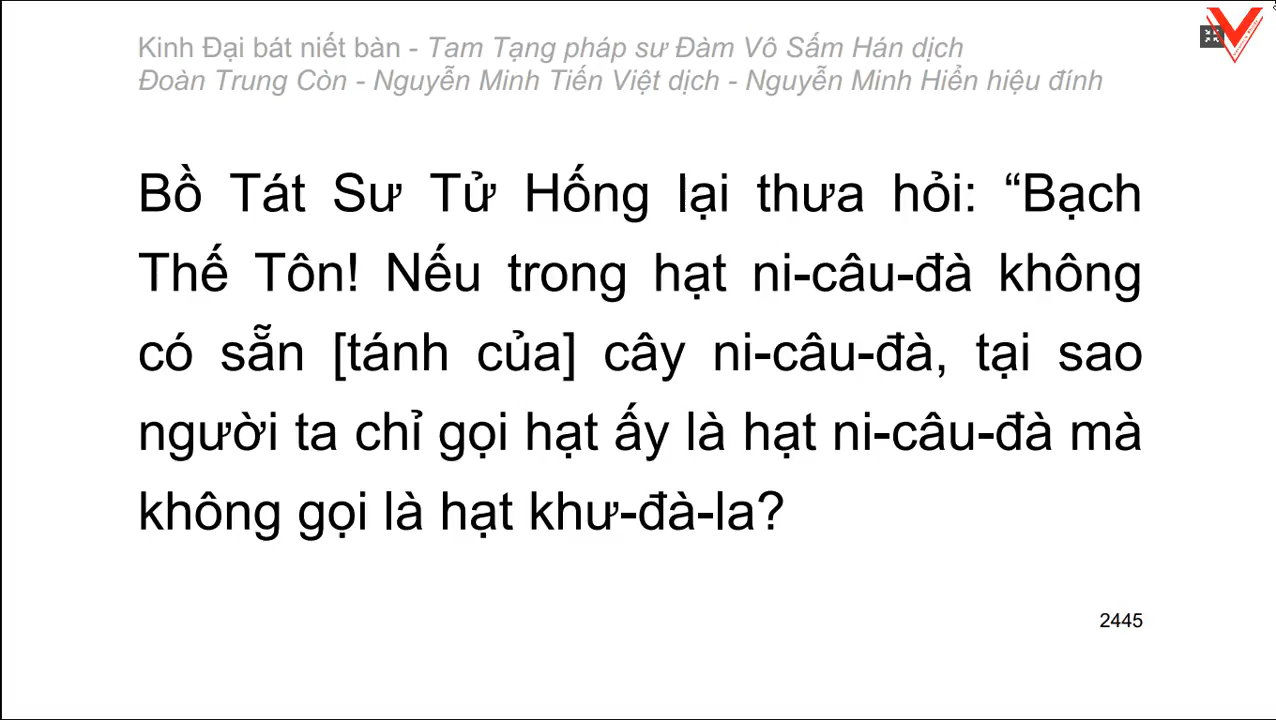 Kinh Đại bát niết bàn - Tam Tạng pháp sư Đàm Vô Sấm Hán dịch
Đoàn Trung Còn - Nguyễn Minh Tiến Việt dịch - Nguyễn Minh Hiển hiệu đính
Bồ Tát Sư Tử Hống lại thưa hỏi: “Bạch
Thế Tôn! Nếu trong hạt ni-câu-đà không
có sẵn [tánh của] cây ni-câu-đà, tại sao
người ta chỉ gọi hạt ấy là hạt ni-câu-đà mà
không gọi là hạt khư-đà-la?
2445